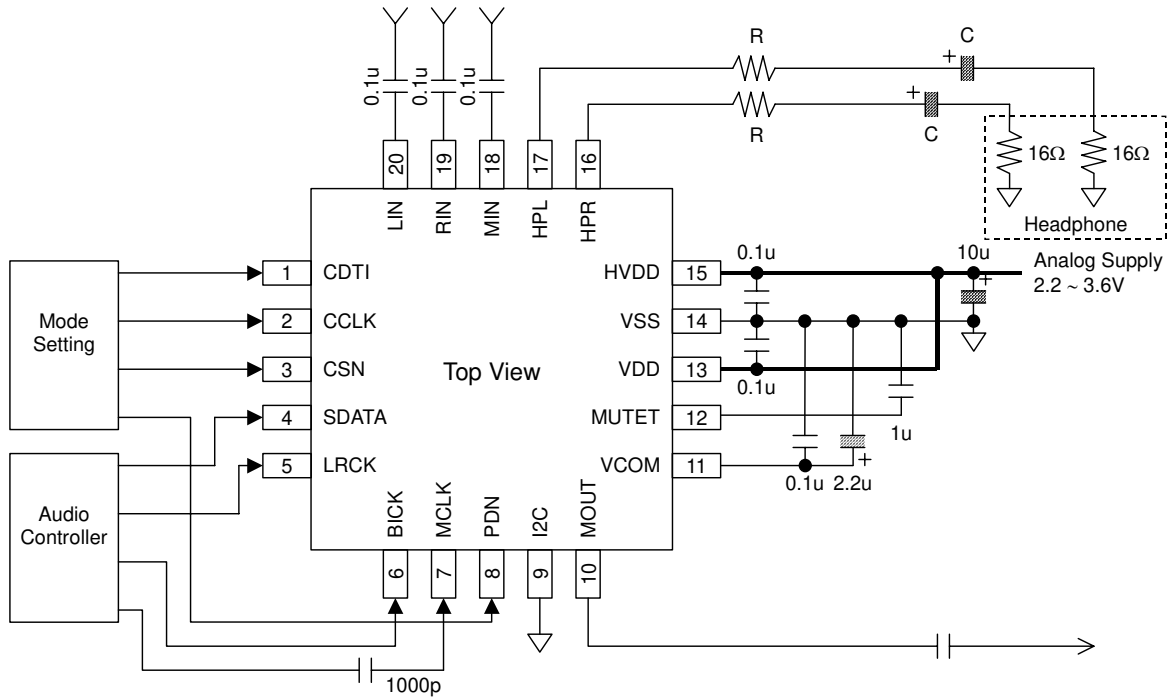 R
C
+
+
R
C
0.1u
0.1u
0.1u
20
19
18
17
16
LIN
RIN
MIN
HPL
HPR
16Ω
16Ω
Headphone
Mode
Setting
Audio
Controller
1
CDTI
2
CCLK
3
CSN
4
SDATA
5
LRCK
Top View
HVDD
15
VSS
14
VDD
13
MUTET
12
VCOM
11
0.1u
10u
+
Analog Supply
2.2 ~ 3.6V
0.1u
1u
+
0.1u
2.2u
BICK
MCLK
PDN
I2C
MOUT
6
7
8
9
10
1000p